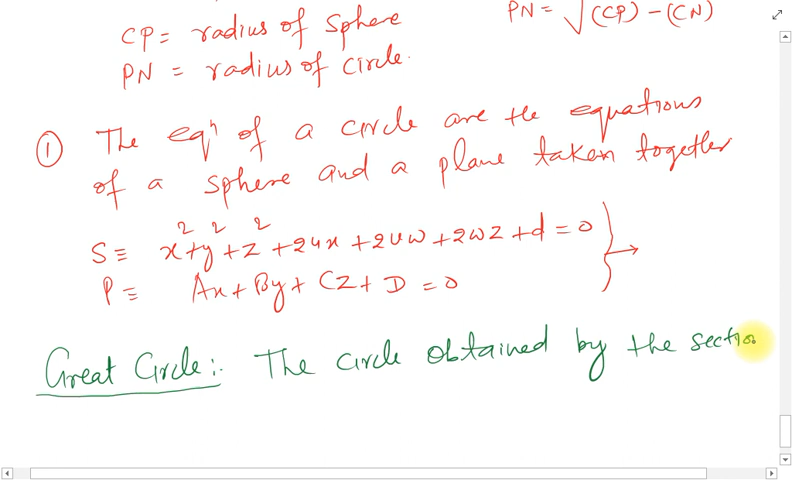 CP = radius of Sphere
PN = √(CP) - (CN)
PN = radius of Circle.
① The eqⁿ of a circle are the equations
of a sphere and a plane taken together
S ≡ x² + y² + z² + 2ux + 2vw + 2wz + d = 0
P ≡ Ax + By + Cz + D = 0
Great Circle:- The circle obtained by the sectio